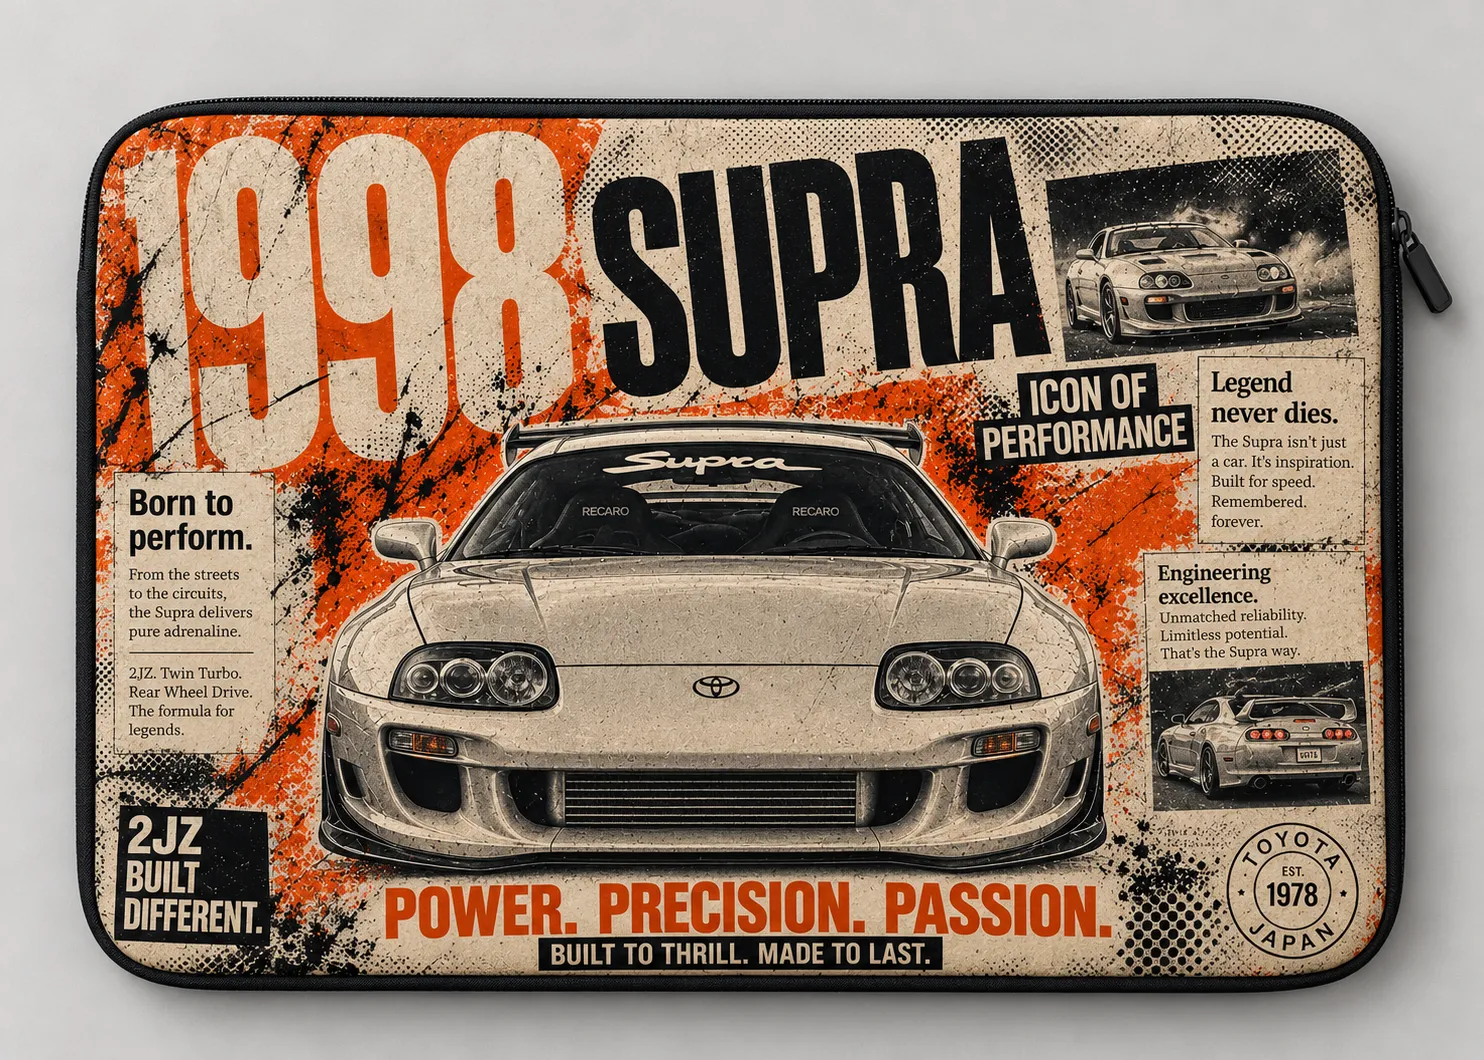 1998
SUPRA
ICON OF
PERFORMANCE
Legend
never dies.
The Supra isn't just
a car. It's inspiration.
Built for speed.
Remembered.
forever.
Supra
RECARO
RECARO
Born to
perform.
From the streets
to the circuits,
the Supra delivers
pure adrenaline.
2JZ. Twin Turbo.
Rear Wheel Drive.
The formula for
legends.
Engineering
excellence.
Unmatched reliability.
Limitless potential.
That's the Supra way.
2JZ
BUILT
DIFFERENT.
POWER. PRECISION. PASSION.
BUILT TO THRILL. MADE TO LAST.
TOYOTA
EST.
1978
JAPAN